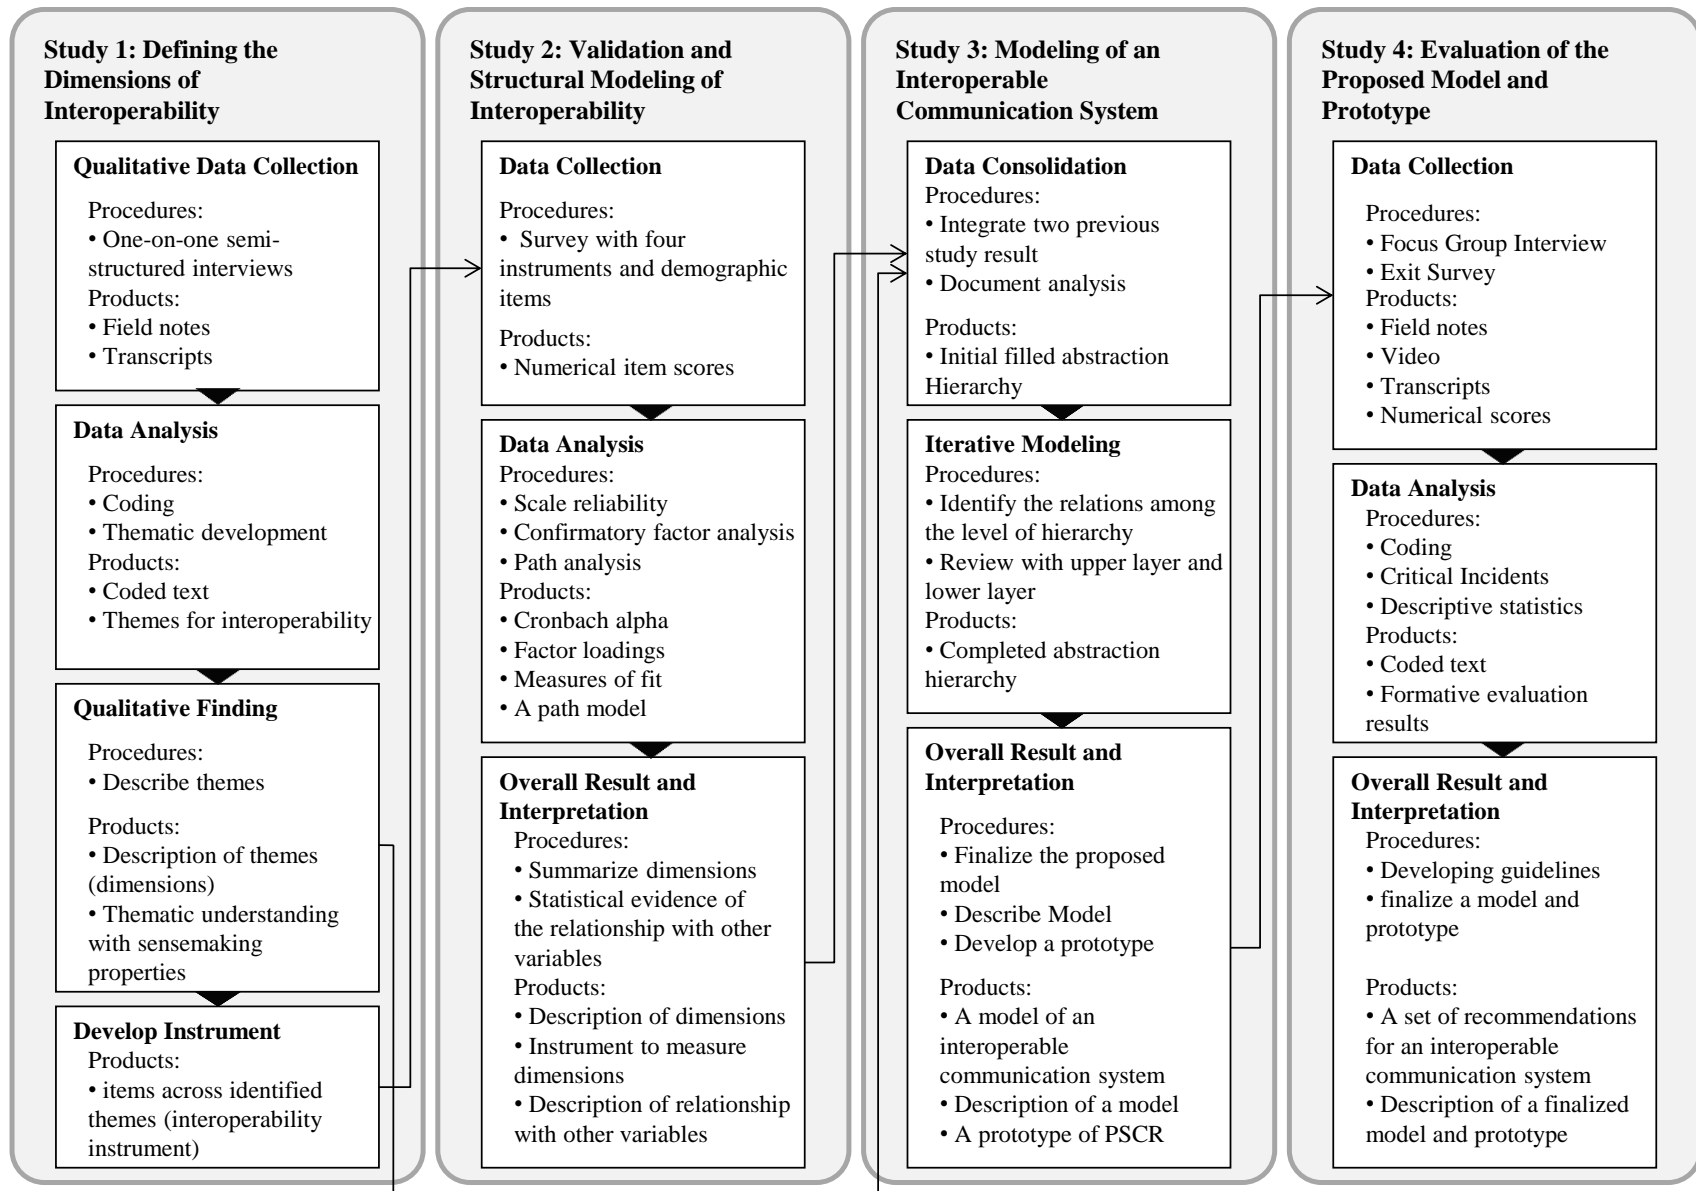 Study 1: Defining the
Dimensions of
Interoperability
Qualitative Data Collection
Procedures:
• One-on-one semi-
structured interviews
Products:
• Field notes
• Transcripts
Data Analysis
Procedures:
• Coding
• Thematic development
Products:
• Coded text
• Themes for interoperability
Qualitative Finding
Procedures:
• Describe themes
Products:
• Description of themes
(dimensions)
• Thematic understanding
with sensemaking
properties
Develop Instrument
Products:
• items across identified
themes (interoperability
instrument)
Study 2: Validation and
Structural Modeling of
Interoperability
Data Collection
Procedures:
• Survey with four
instruments and demographic
items
Products:
• Numerical item scores
Data Analysis
Procedures:
• Scale reliability
• Confirmatory factor analysis
• Path analysis
Products:
• Cronbach alpha
• Factor loadings
• Measures of fit
• A path model
Overall Result and
Interpretation
Procedures:
• Summarize dimensions
• Statistical evidence of
the relationship with other
variables
Products:
• Description of dimensions
• Instrument to measure
dimensions
• Description of relationship
with other variables
Study 3: Modeling of an
Interoperable
Communication System
Data Consolidation
Procedures:
• Integrate two previous
study result
• Document analysis
Products:
• Initial filled abstraction
Hierarchy
Iterative Modeling
Procedures:
• Identify the relations among
the level of hierarchy
• Review with upper layer and
lower layer
Products:
• Completed abstraction
hierarchy
Overall Result and
Interpretation
Procedures:
• Finalize the proposed
model
• Describe Model
• Develop a prototype
Products:
• A model of an
interoperable
communication system
• Description of a model
• A prototype of PSCR
Study 4: Evaluation of the
Proposed Model and
Prototype
Data Collection
Procedures:
• Focus Group Interview
• Exit Survey
Products:
• Field notes
• Video
• Transcripts
• Numerical scores
Data Analysis
Procedures:
• Coding
• Critical Incidents
• Descriptive statistics
Products:
• Coded text
• Formative evaluation
results
Overall Result and
Interpretation
Procedures:
• Developing guidelines
• finalize a model and
prototype
Products:
• A set of recommendations
for an interoperable
communication system
• Description of a finalized
model and prototype